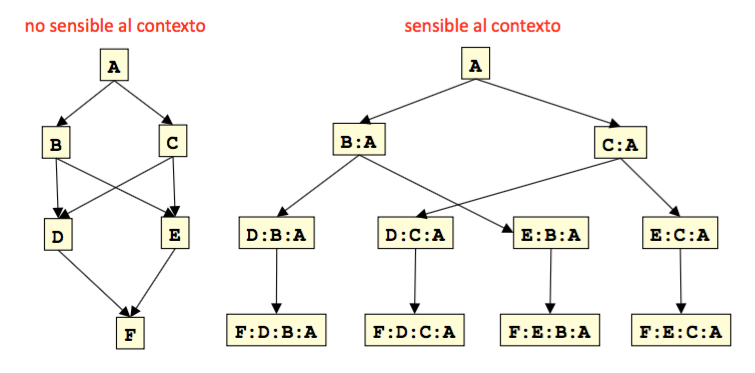 no sensible al contexto
A
B
C
D
E
F
sensible al contexto
A
B:A
C:A
D:B:A
D:C:A
E:B:A
E:C:A
F:D:B:A
F:D:C:A
F:E:B:A
F:E:C:A